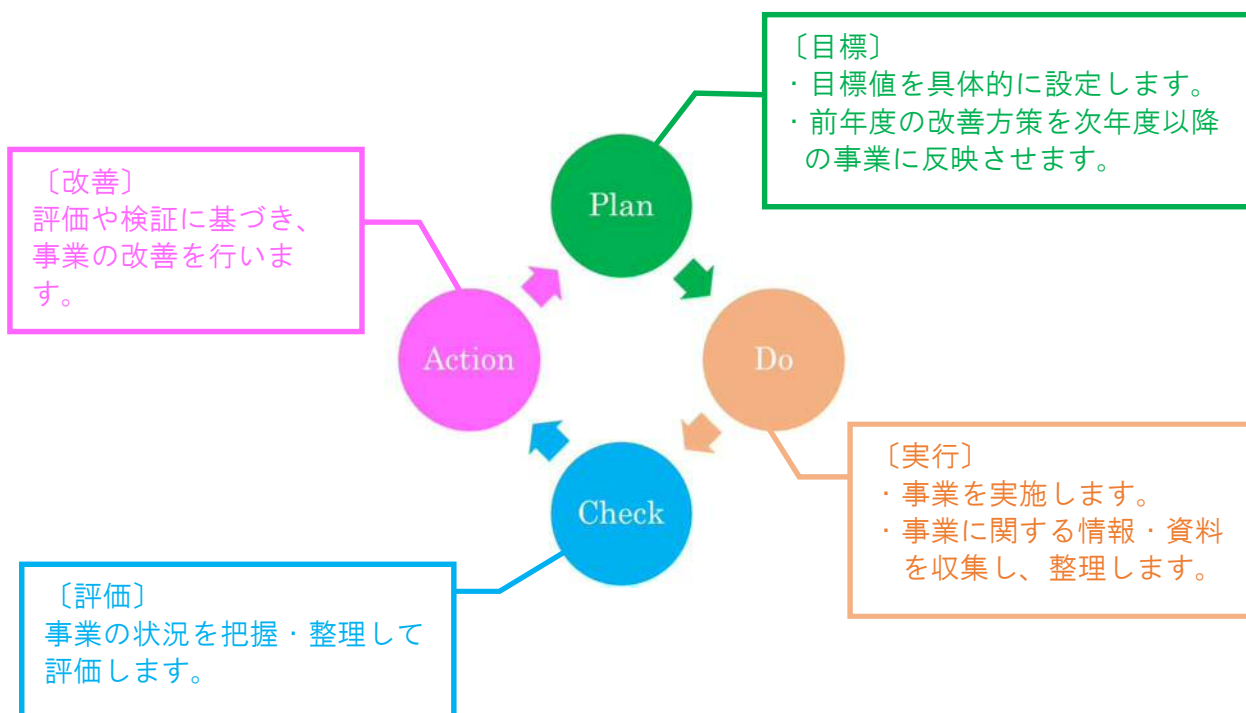 〔目標〕
・目標値を具体的に設定します。
・前年度の改善方策を次年度以降
の事業に反映させます。
Plan
〔改善〕
評価や検証に基づき、
事業の改善を行いま
す。
Action
Do
〔実行〕
・事業を実施します。
・事業に関する情報・資料
を収集し、整理します。
Check
〔評価〕
事業の状況を把握・整理して
評価します。